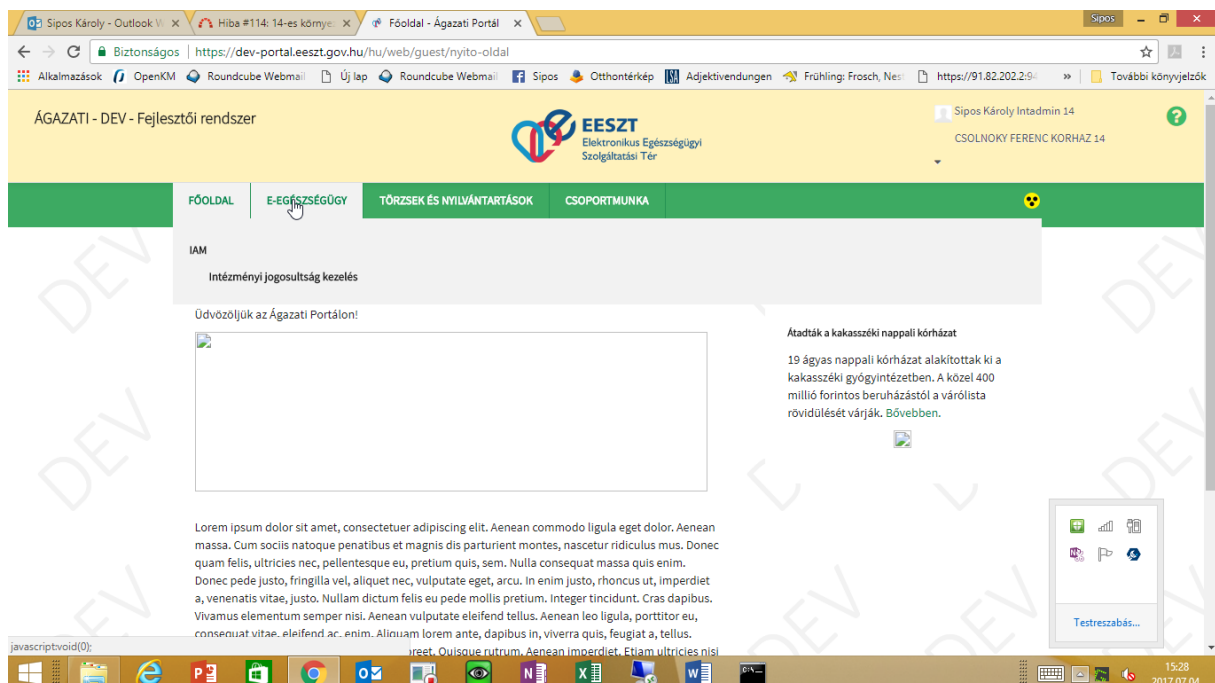 Sipos Károly - Outlook W
Hiba #114: 14-es környe
Főoldal - Ágazati Portál
Sipos
Biztonságos
https://dev-portal.eeszt.gov.hu/hu/web/guest/nyito-oldal
Alkalmazások
OpenKM
Roundcube Webmail
Új lap
Roundcube Webmail
Sipos
Otthontérkép
Adjektivendungen
Frühling: Frosch, Nes
https://91.82.202.2:94
»
További könyvjelzők
ÁGAZATI - DEV - Fejlesztői rendszer
EESZT
Elektronikus Egészségügyi
Szolgáltatási Tér
Sipos Károly Intadmin 14
CSOLNOKY FERENC KORHAZ 14
?
FŐOLDAL
E-EGÉSZSÉGÜGY
TÖRZSEK ÉS NYILVÁNTARTÁSOK
CSOPORTMUNKA
IAM
Intézményi jogosultság kezelés
Üdvözöljük az Ágazati Portálon!
Átadták a kakasszéki nappali kórházat
19 ágyas nappali kórházat alakítottak ki a
kakasszéki gyógyintézetben. A közel 400
millió forintos beruházástól a várólista
rövidülését várják. Bővebben.
Lorem ipsum dolor sit amet, consectetuer adipiscing elit. Aenean commodo ligula eget dolor. Aenean
massa. Cum sociis natoque penatibus et magnis dis parturient montes, nascetur ridiculus mus. Donec
quam felis, ultricies nec, pellentesque eu, pretium quis, sem. Nulla consequat massa quis enim.
Donec pede justo, fringilla vel, aliquet nec, vulputate eget, arcu. In enim justo, rhoncus ut, imperdiet
a, venenatis vitae, justo. Nullam dictum felis eu pede mollis pretium. Integer tincidunt. Cras dapibus.
Vivamus elementum semper nisi. Aenean vulputate eleifend tellus. Aenean leo ligula, porttitor eu,
consequat vitae, eleifend ac, enim. Aliquam lorem ante, dapibus in, viverra quis, feugiat a, tellus.
oreet. Quisque rutrum. Aenean imperdiet. Etiam ultricies nisi
DEV
DEV
DEV
DEV
DEV
DEV
DEV
DEV
Testreszabás...
javascript:void(0);
15:28
2017.07.04